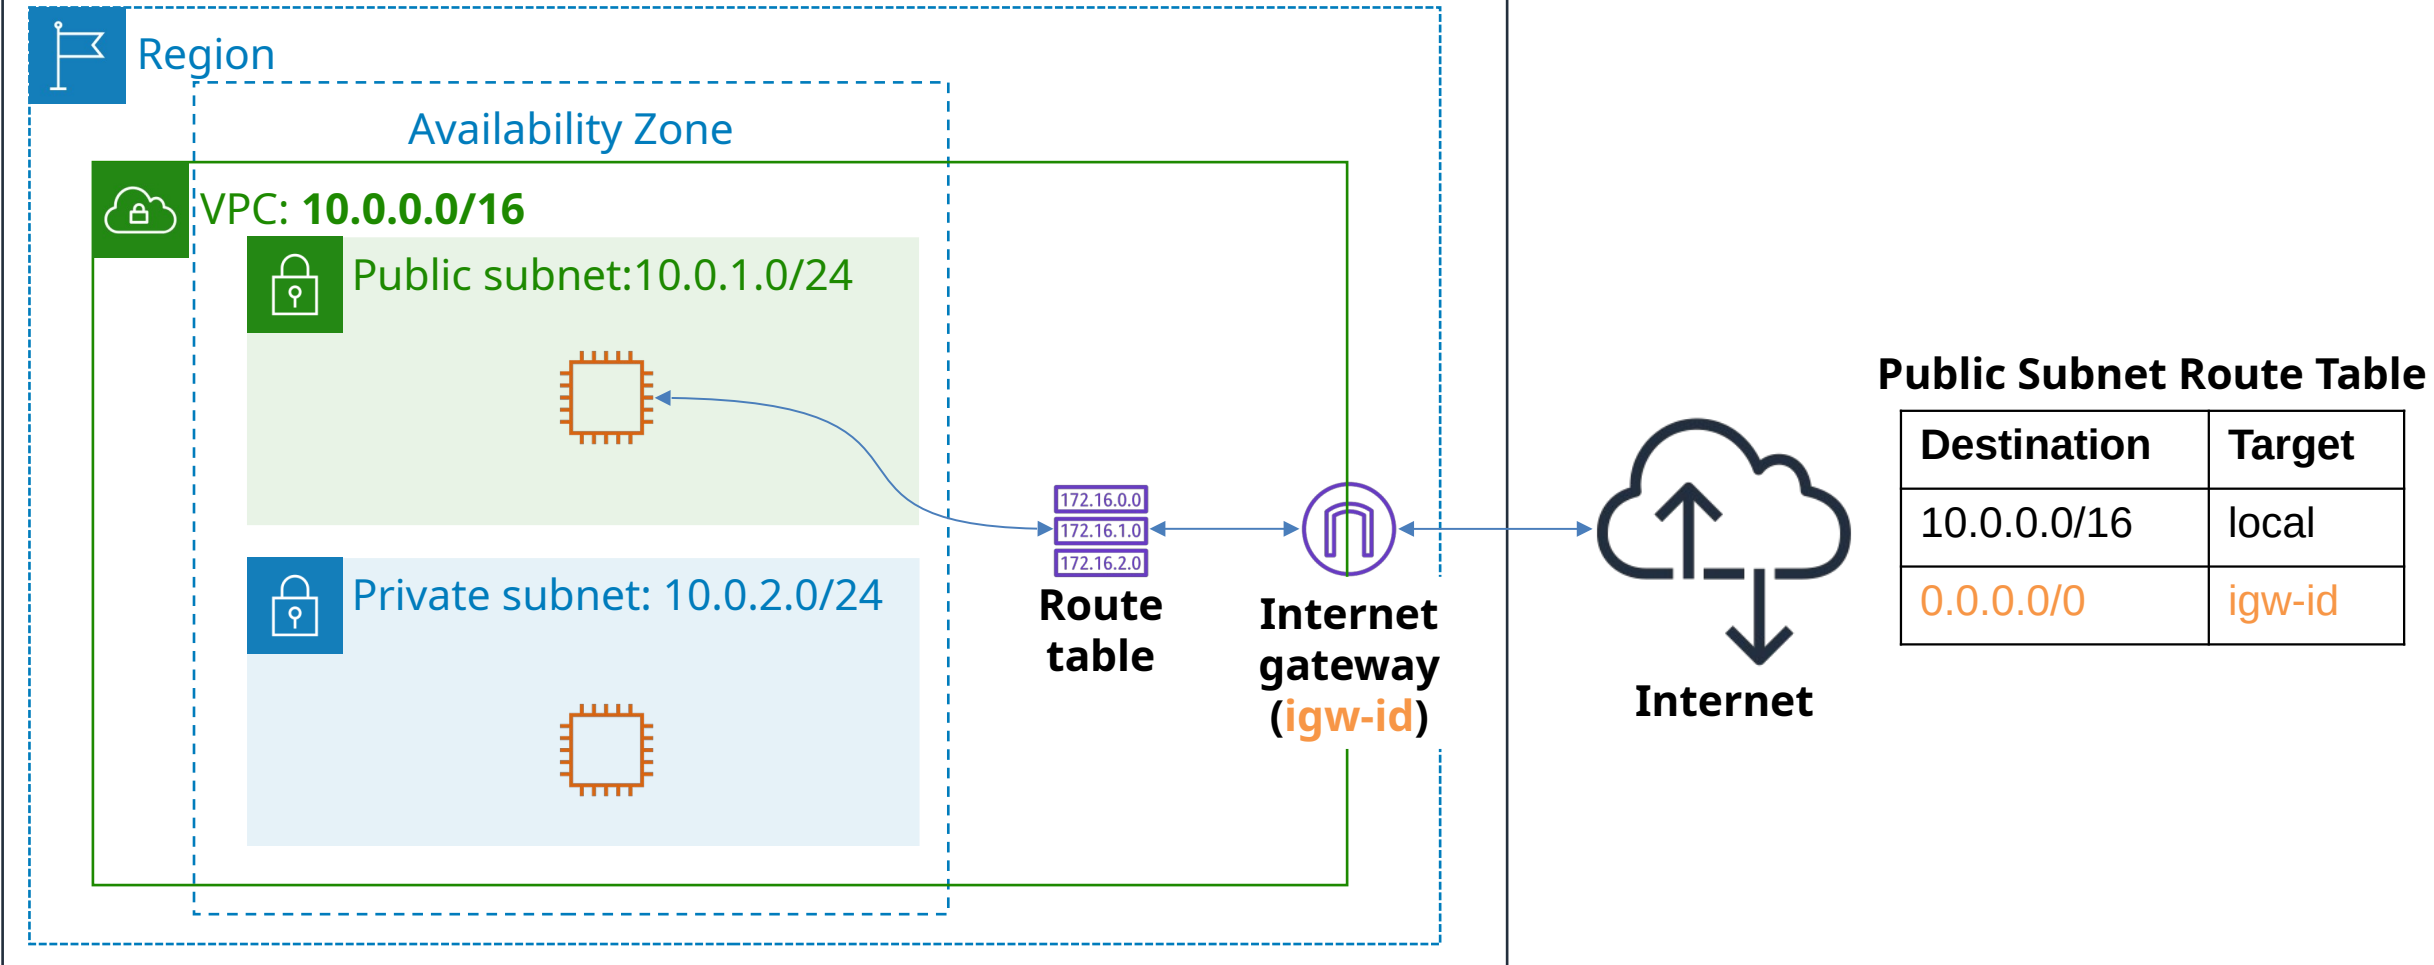 Region
Availability Zone
VPC: 10.0.0.0/16
Public subnet:10.0.1.0/24
Private subnet: 10.0.2.0/24
172.16.0.0
172.16.1.0
172.16.2.0
Route
table
Internet
gateway
(igw-id)
Internet
Public Subnet Route Table
Destination Target
10.0.0.0/16 local
0.0.0.0/0 igw-id